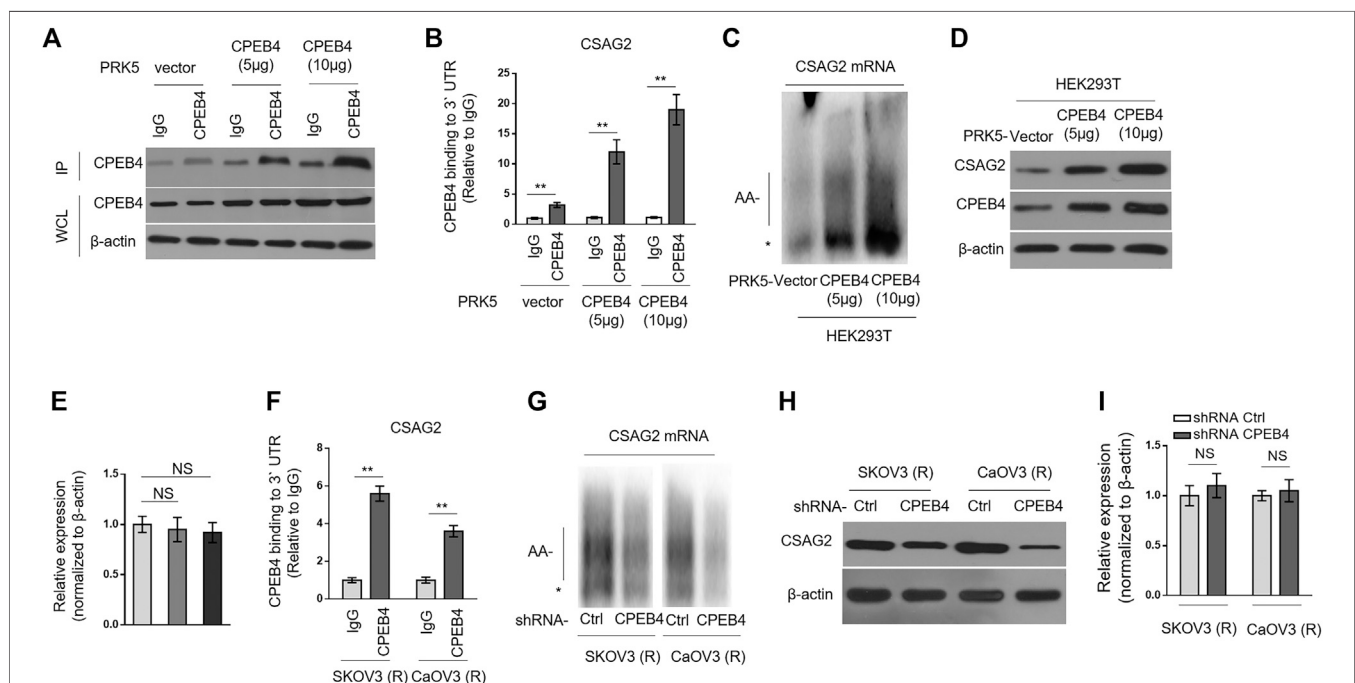 A
PRK5
vector
CPEB4
(5µg)
CPEB4
(10µg)
IgG
CPEB4
IgG
CPEB4
IgG
CPEB4
IP
CPEB4
WCL
CPEB4
β-actin
B
CSAG2
CPEB4 binding to 3` UTR
(Relative to IgG)
25
20
15
10
5
0
**
**
**
IgG
CPEB4
IgG
CPEB4
IgG
CPEB4
PRK5
vector
CPEB4
(5µg)
CPEB4
(10µg)
C
CSAG2 mRNA
AA-
*
PRK5-Vector
CPEB4
(5µg)
CPEB4
(10µg)
HEK293T
D
HEK293T
PRK5-Vector
CPEB4
(5µg)
CPEB4
(10µg)
CSAG2
CPEB4
β-actin
E
Relative expression
(normalized to β-actin)
1.5
1.0
0.5
0.0
NS
NS
F
CSAG2
CPEB4 binding to 3` UTR
(Relative to IgG)
8
6
4
2
0
**
**
IgG
CPEB4
IgG
CPEB4
SKOV3 (R)
CaOV3 (R)
G
CSAG2 mRNA
AA-
*
shRNA- Ctrl CPEB4 Ctrl CPEB4
SKOV3 (R)
CaOV3 (R)
H
SKOV3 (R)
CaOV3 (R)
shRNA- Ctrl CPEB4 Ctrl CPEB4
CSAG2
β-actin
I
shRNA Ctrl
shRNA CPEB4
Relative expression
(normalized to β-actin)
1.5
1.0
0.5
0.0
NS
NS
SKOV3 (R)
CaOV3 (R)